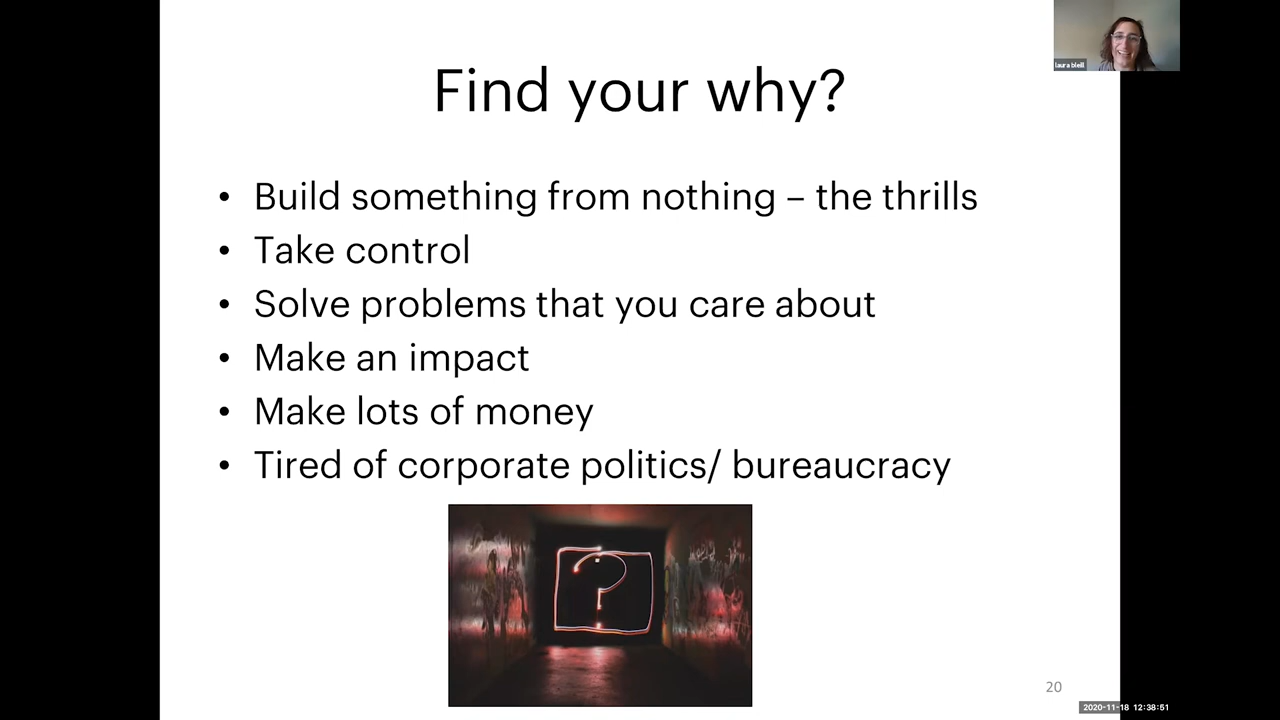 laura bleill
Find your why?
• Build something from nothing – the thrills
• Take control
• Solve problems that you care about
• Make an impact
• Make lots of money
• Tired of corporate politics/ bureaucracy
?
20
2020-11-18 12:38:51